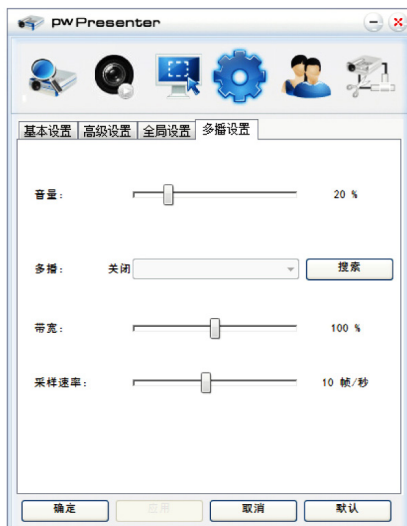 pwPresenter
基本设置 高级设置 全局设置 多播设置
音量: 20 %
多播: 关闭 搜索
带宽: 100 %
采样速率: 10 帧/秒
确定 应用 取消 默认